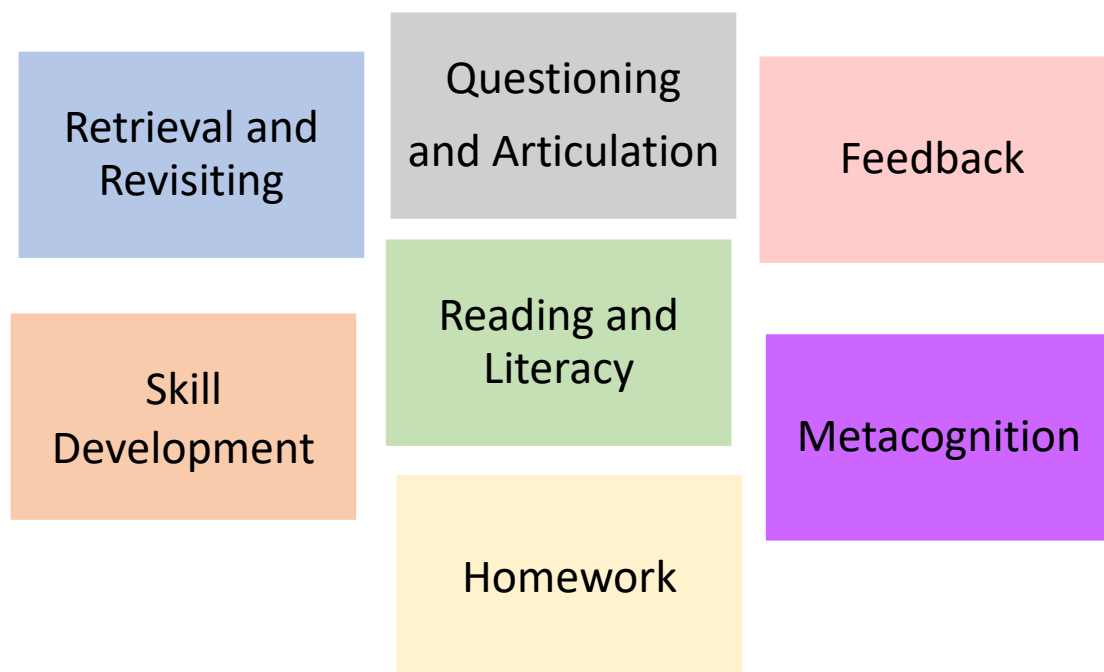 Retrieval and
Revisiting
Questioning
and Articulation
Feedback
Skill
Development
Reading and
Literacy
Metacognition
Homework